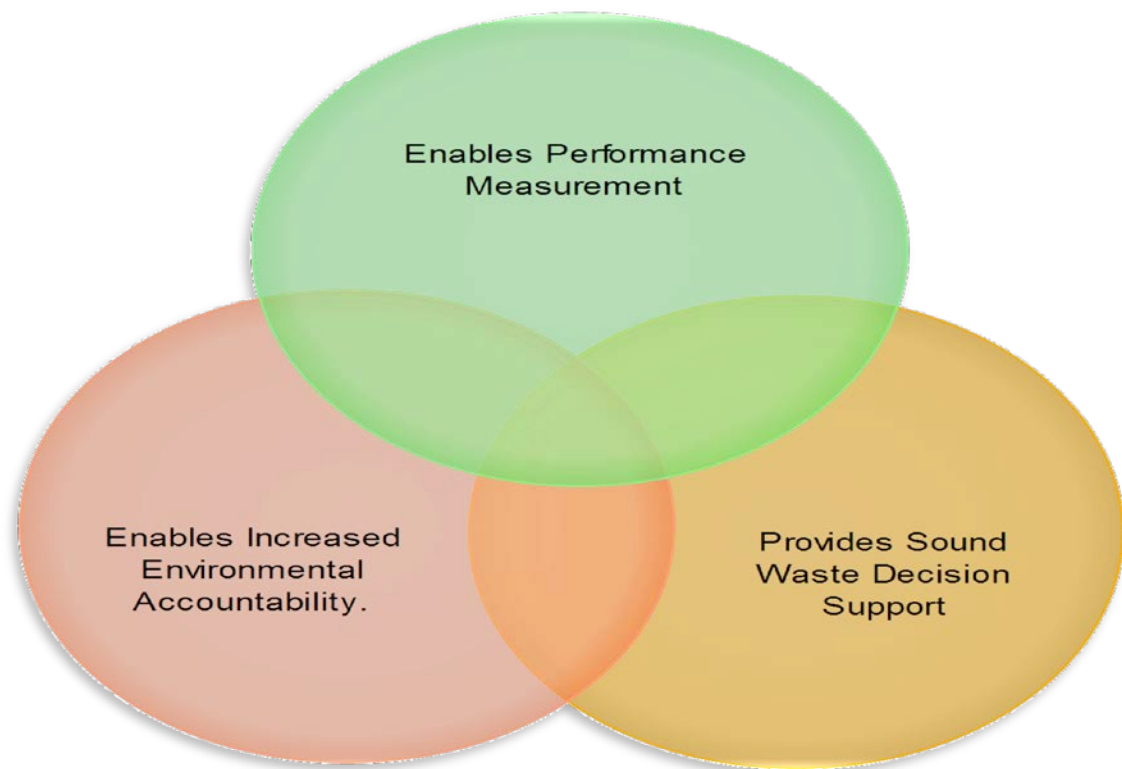 Enables Performance
Measurement
Enables Increased
Environmental
Accountability.
Provides Sound
Waste Decision
Support